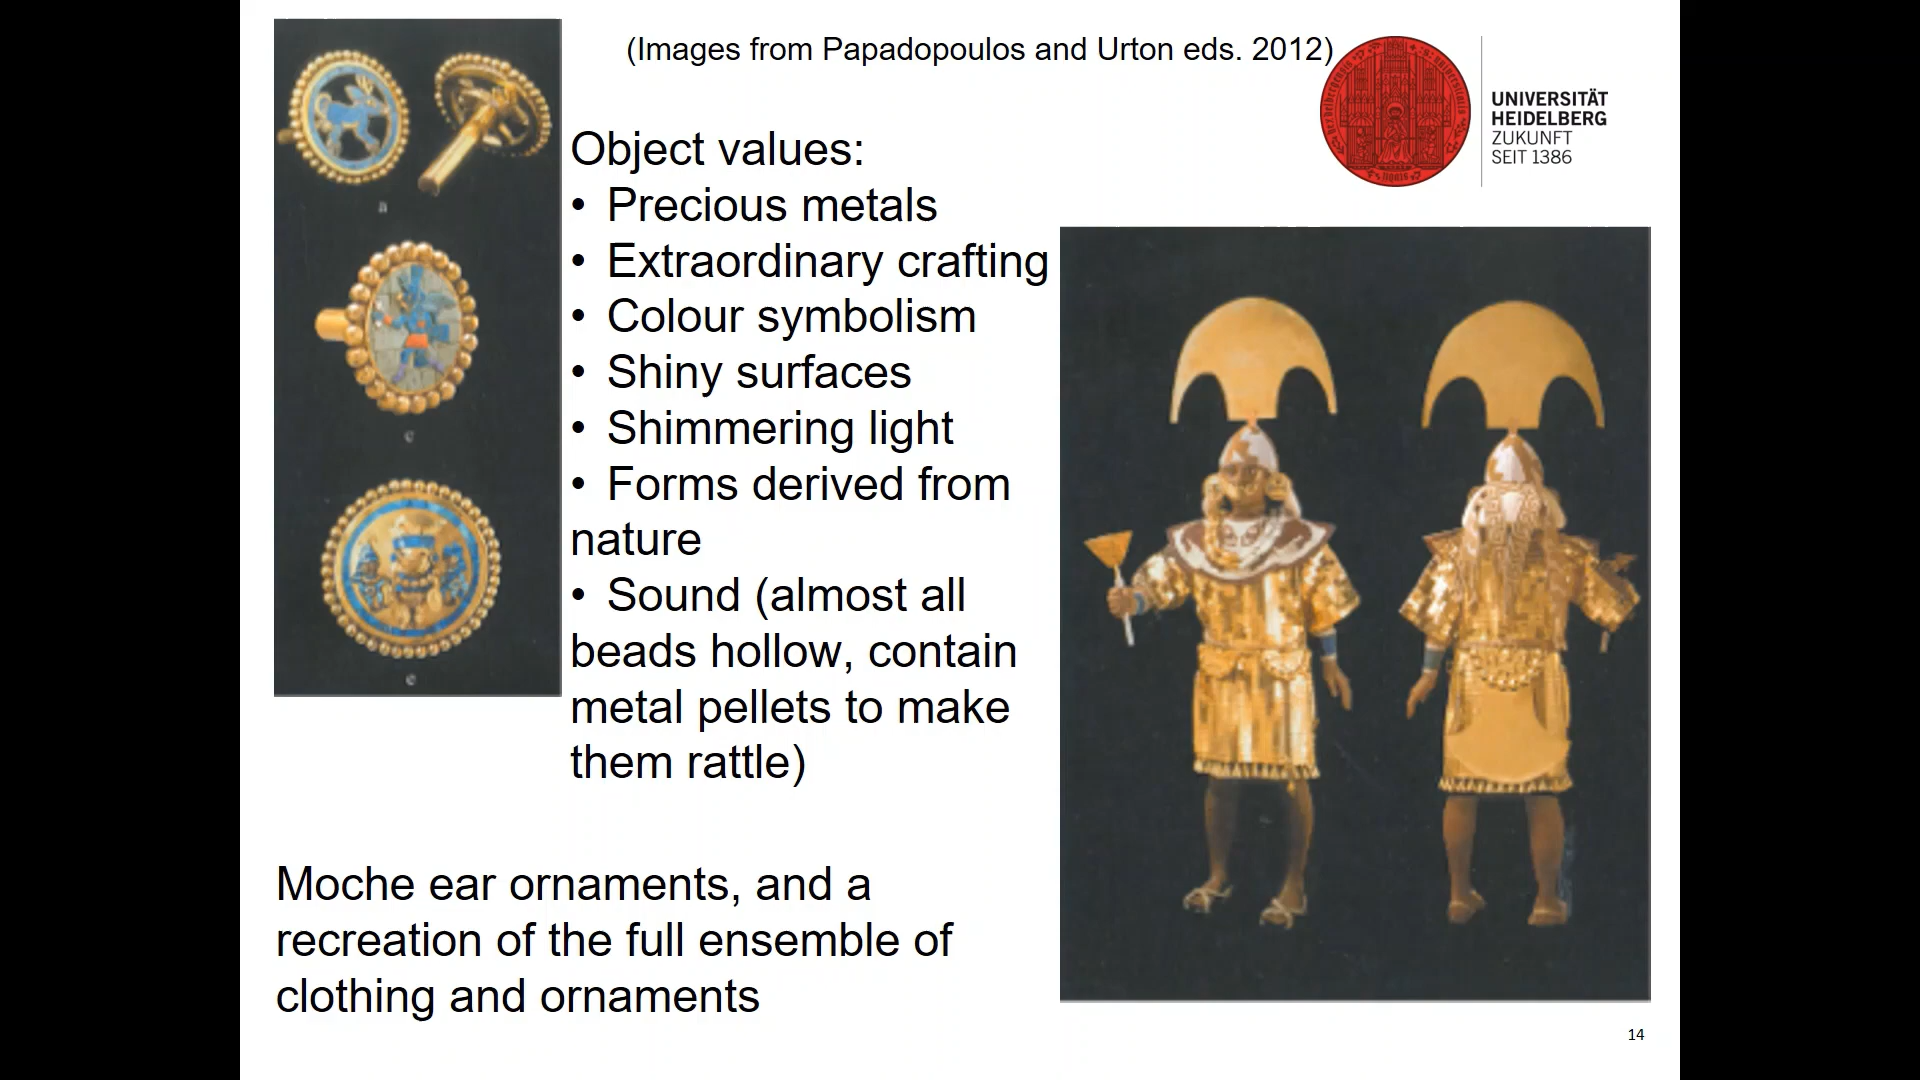 (Images from Papadopoulos and Urton eds. 2012)
UNIVERSITÄT
HEIDELBERG
ZUKUNFT
SEIT 1386
Object values:
• Precious metals
• Extraordinary crafting
• Colour symbolism
• Shiny surfaces
• Shimmering light
• Forms derived from
nature
• Sound (almost all
beads hollow, contain
metal pellets to make
them rattle)
a
c
e
Moche ear ornaments, and a
recreation of the full ensemble of
clothing and ornaments
14